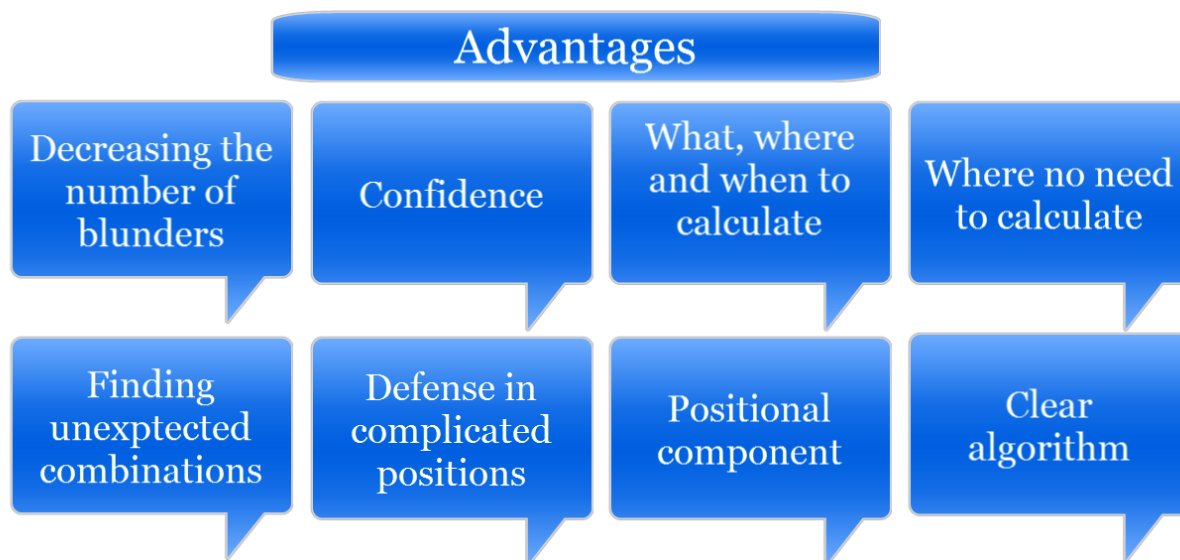 Advantages
Decreasing the
number of
blunders
Confidence
What, where
and when to
calculate
Where no need
to calculate
Finding
unexptected
combinations
Defense in
complicated
positions
Positional
component
Clear
algorithm